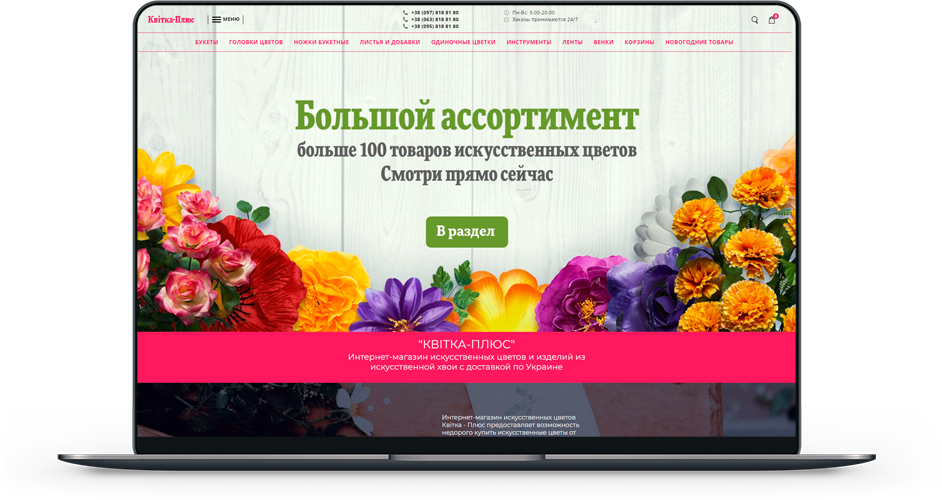 Квітка-Плюс
МЕНЮ
+38 (097) 818 81 80
+38 (063) 818 81 80
+38 (095) 818 81 80
Пн-Вс: 9.00-20.00
Заказы принимаются 24/7
0
БУКЕТЫ ГОЛОВКИ ЦВЕТОВ НОЖКИ БУКЕТНЫЕ ЛИСТЬЯ И ДОБАВКИ ОДИНОЧНЫЕ ЦВЕТКИ ИНСТРУМЕНТЫ ЛЕНТЫ ВЕНКИ КОРЗИНЫ НОВОГОДНИЕ ТОВАРЫ
Большой ассортимент
больше 100 товаров искусственных цветов
Смотри прямо сейчас
В раздел
"КВІТКА-ПЛЮС"
Интернет-магазин искусственных цветов и изделий из
искусственной хвои с доставкой по Украине
Интернет-магазин искусственных цветов
Квітка - Плюс предоставляет возможность
недорого купить искусственные цветы от